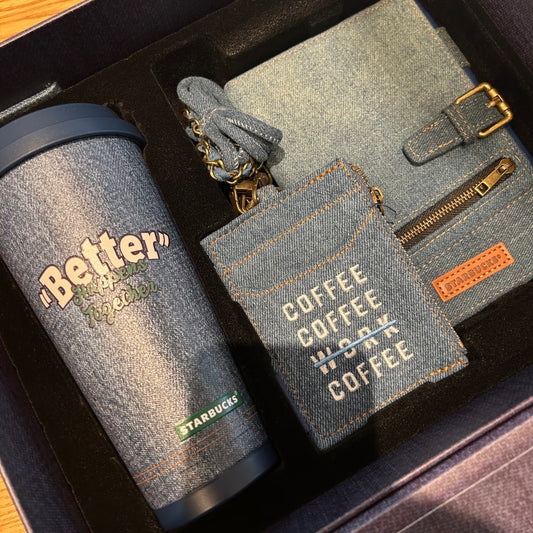 "Better"
Happens
Together
STARBUCKS
COFFEE
COFFEE
WORK
COFFEE
STARBUCKS